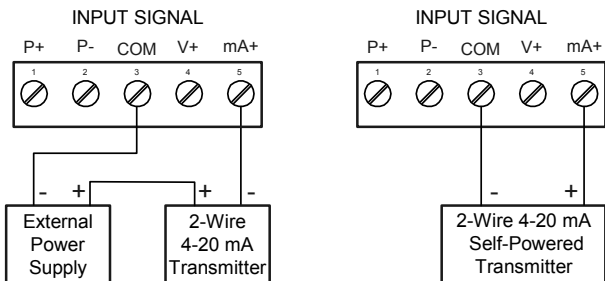 INPUT SIGNAL
P+ P- COM V+ mA+
1 2 3 4 5
- + + -
External
Power
Supply
2-Wire
4-20 mA
Transmitter
INPUT SIGNAL
P+ P- COM V+ mA+
1 2 3 4 5
- +
2-Wire 4-20 mA
Self-Powered
Transmitter